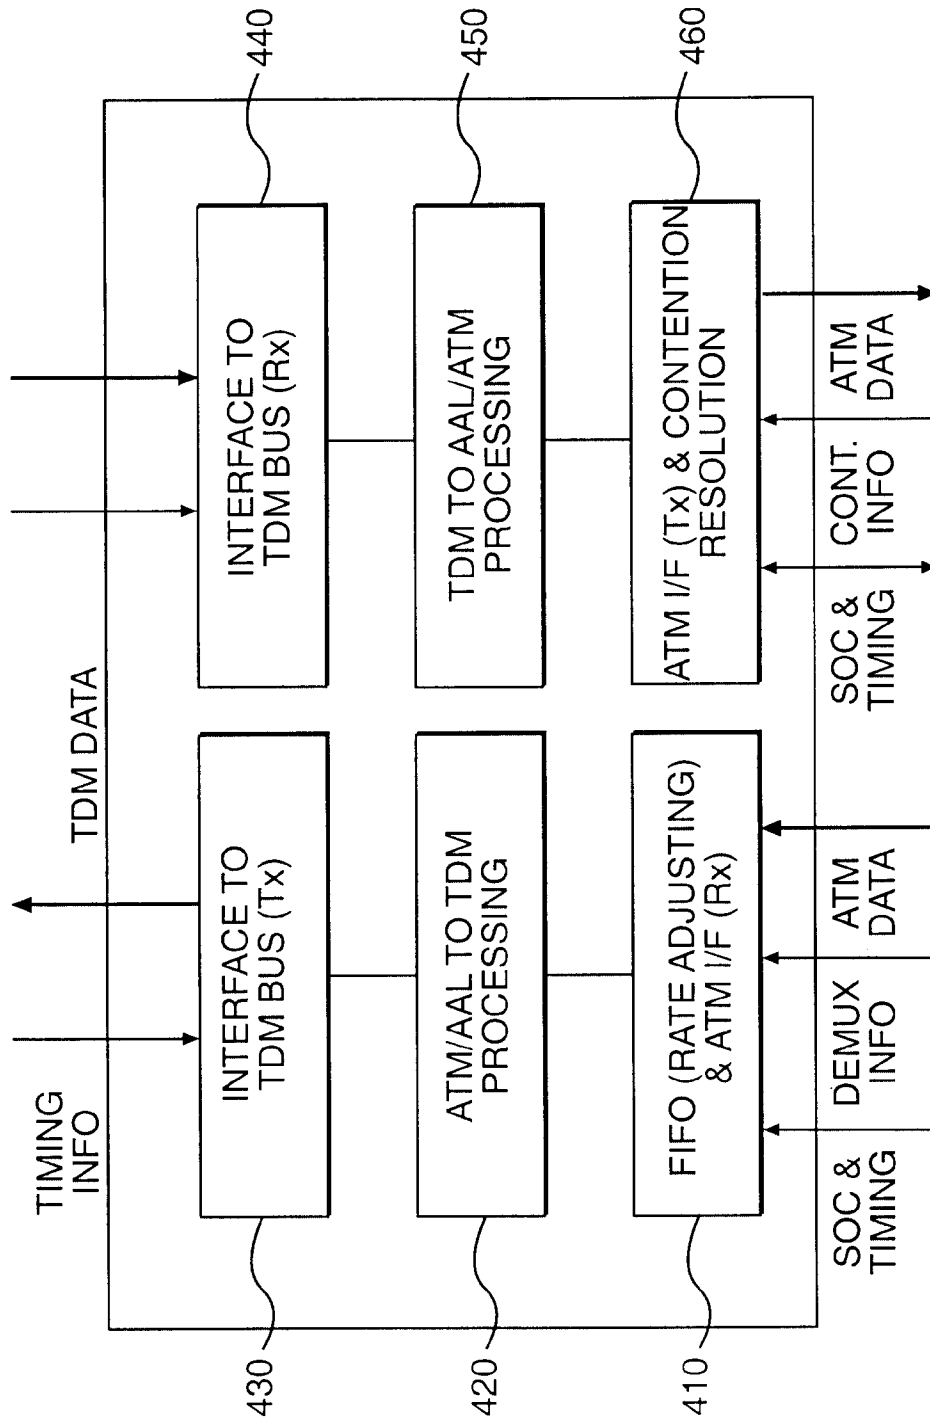 TIMING
INFO
TDM DATA
430
INTERFACE TO
TDM BUS (Tx)
INTERFACE TO
TDM BUS (Rx)
440
420
ATM/AAL TO TDM
PROCESSING
TDM TO AAL/ATM
PROCESSING
450
410
FIFO (RATE ADJUSTING)
& ATM I/F (Rx)
ATM I/F (Tx) & CONTENTION
RESOLUTION
460
SOC &
TIMING
DEMUX
INFO
ATM
DATA
SOC &
TIMING
CONT.
INFO
ATM
DATA